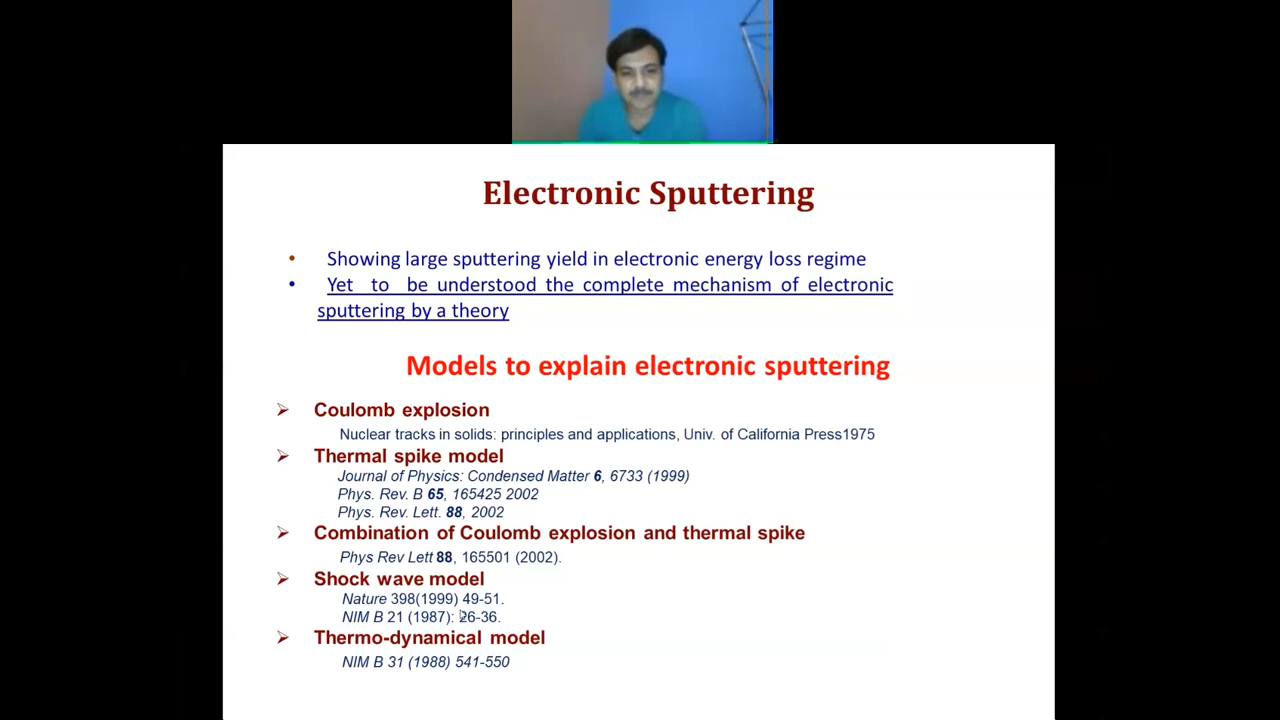 Electronic Sputtering
• Showing large sputtering yield in electronic energy loss regime
• Yet to be understood the complete mechanism of electronic
sputtering by a theory
Models to explain electronic sputtering
➢ Coulomb explosion
Nuclear tracks in solids: principles and applications, Univ. of California Press1975
➢ Thermal spike model
Journal of Physics: Condensed Matter 6, 6733 (1999)
Phys. Rev. B 65, 165425 2002
Phys. Rev. Lett. 88, 2002
➢ Combination of Coulomb explosion and thermal spike
Phys Rev Lett 88, 165501 (2002).
➢ Shock wave model
Nature 398(1999) 49-51.
NIM B 21 (1987): 26-36.
➢ Thermo-dynamical model
NIM B 31 (1988) 541-550